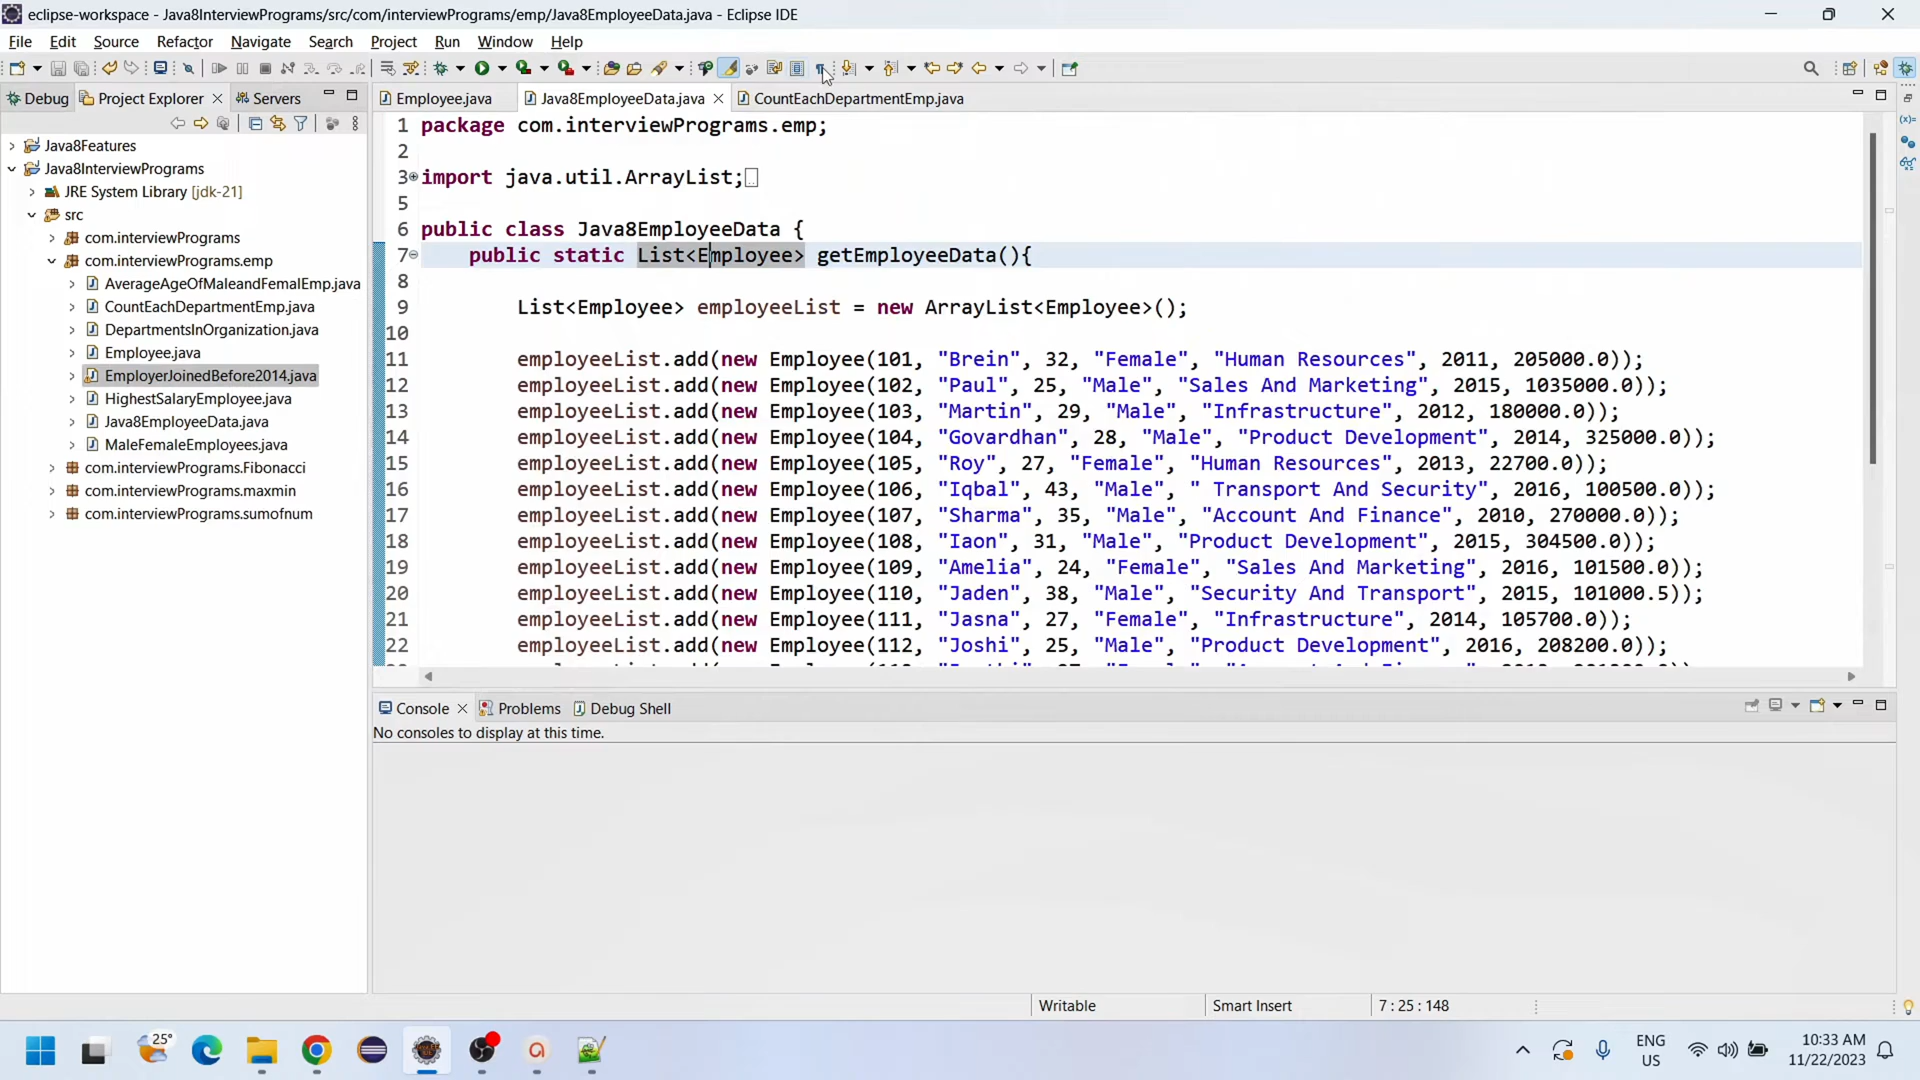 eclipse-workspace - Java8InterviewPrograms/src/com/interviewPrograms/emp/Java8EmployeeData.java - Eclipse IDE
File Edit Source Refactor Navigate Search Project Run Window Help
Debug Project Explorer Servers
Employee.java Java8EmployeeData.java CountEachDepartmentEmp.java
Java8Features
Java8InterviewPrograms
JRE System Library [jdk-21]
src
com.interviewPrograms
com.interviewPrograms.emp
AverageAgeOfMaleandFemalEmp.java
CountEachDepartmentEmp.java
DepartmentsInOrganization.java
Employee.java
EmployerJoinedBefore2014.java
HighestSalaryEmployee.java
Java8EmployeeData.java
MaleFemaleEmployees.java
com.interviewPrograms.Fibonacci
com.interviewPrograms.maxmin
com.interviewPrograms.sumofnum
1 package com.interviewPrograms.emp;
2
3 import java.util.ArrayList;
5
6 public class Java8EmployeeData {
7 public static List<Employee> getEmployeeData(){
8
9 List<Employee> employeeList = new ArrayList<Employee>();
10
11 employeeList.add(new Employee(101, "Brein", 32, "Female", "Human Resources", 2011, 205000.0));
12 employeeList.add(new Employee(102, "Paul", 25, "Male", "Sales And Marketing", 2015, 1035000.0));
13 employeeList.add(new Employee(103, "Martin", 29, "Male", "Infrastructure", 2012, 180000.0));
14 employeeList.add(new Employee(104, "Govardhan", 28, "Male", "Product Development", 2014, 325000.0));
15 employeeList.add(new Employee(105, "Roy", 27, "Female", "Human Resources", 2013, 22700.0));
16 employeeList.add(new Employee(106, "Iqbal", 43, "Male", " Transport And Security", 2016, 100500.0));
17 employeeList.add(new Employee(107, "Sharma", 35, "Male", "Account And Finance", 2010, 270000.0));
18 employeeList.add(new Employee(108, "Iaon", 31, "Male", "Product Development", 2015, 304500.0));
19 employeeList.add(new Employee(109, "Amelia", 24, "Female", "Sales And Marketing", 2016, 101500.0));
20 employeeList.add(new Employee(110, "Jaden", 38, "Male", "Security And Transport", 2015, 101000.5));
21 employeeList.add(new Employee(111, "Jasna", 27, "Female", "Infrastructure", 2014, 105700.0));
22 employeeList.add(new Employee(112, "Joshi", 25, "Male", "Product Development", 2016, 208200.0));
Console Problems Debug Shell
No consoles to display at this time.
Writable Smart Insert 7 : 25 : 148
25°
ENG
US
10:33 AM
11/22/2023